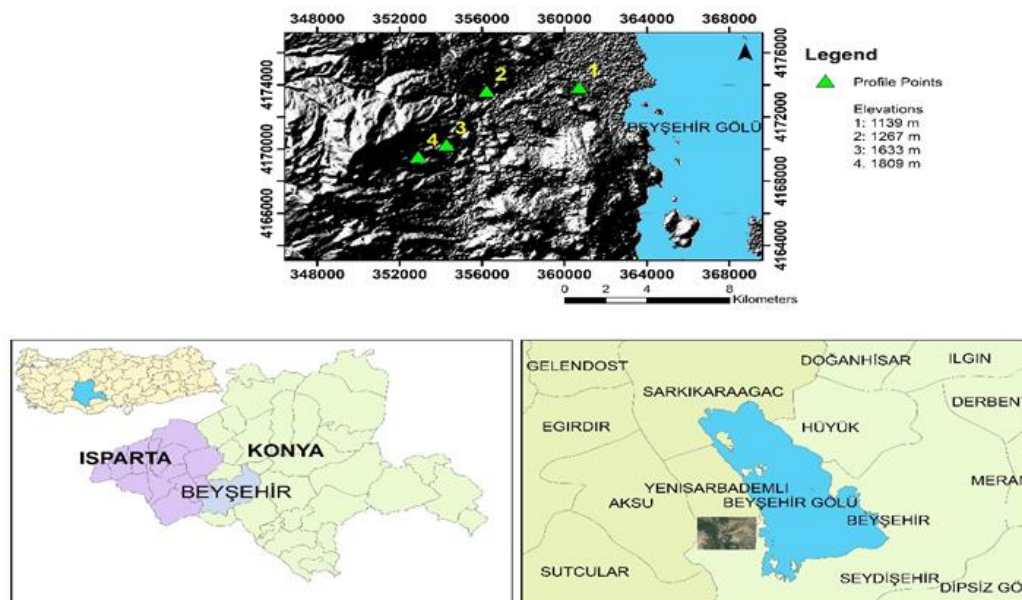 348000 352000 356000 360000 364000 368000
4174000
4170000
4166000
4176000
4172000
4168000
4164000
1
2
3
4
BEYŞEHİR GÖLÜ
348000 352000 356000 360000 364000 368000
0 2 4 8
Kilometers
Legend
Profile Points
Elevations
1: 1139 m
2: 1267 m
3: 1633 m
4. 1809 m
ISPARTA
KONYA
BEYŞEHİR
GELENDOST
DOĞANHİSAR
ILGIN
SARKIKARAAGAC
DERBENT
EGIRDIR
HÜYÜK
YENISARBADEMLI
MERAM
AKSU
BEYŞEHİR GÖLÜ
BEYŞEHİR
SUTCULAR
SEYDİŞEHİR
DİPSİZ GÖ